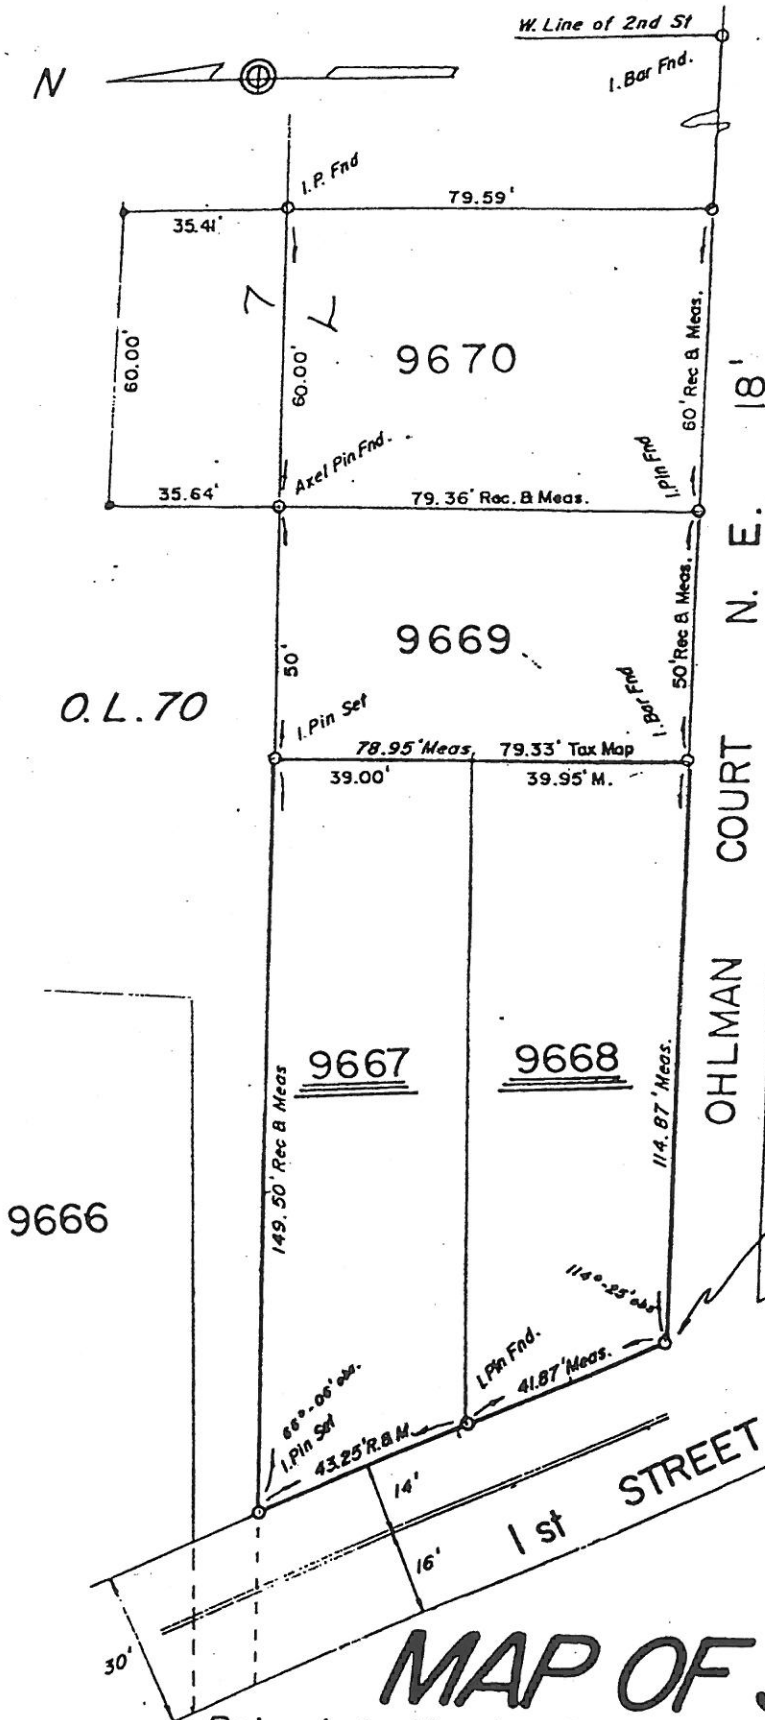 W. Line of 2nd St
N
I. Bar Fnd.
I.P. Fnd
79.59'
35.41'
7
60.00'
60.00'
9670
60' Rec & Meas.
18'
Axel Pin Fnd.
I.Pin Fnd
35.64'
79.36' Rec. & Meas.
N. E.
9669
50'
50' Rec & Meas.
O.L. 70
I.Pin Set
I.Bar Fnd
78.95' Meas.
79.33' Tax Map
39.00'
39.95' M.
COURT
OHLMAN
9667
9668
149.50' Rec & Meas
114.87' Meas.
9666
114°-25' obs
66°-06' obs.
I.Pin Set
I.Pin Fnd.
41.87' Meas.
43.25' R.& M.
14'
16'
1st STREET
30'
MAP OF